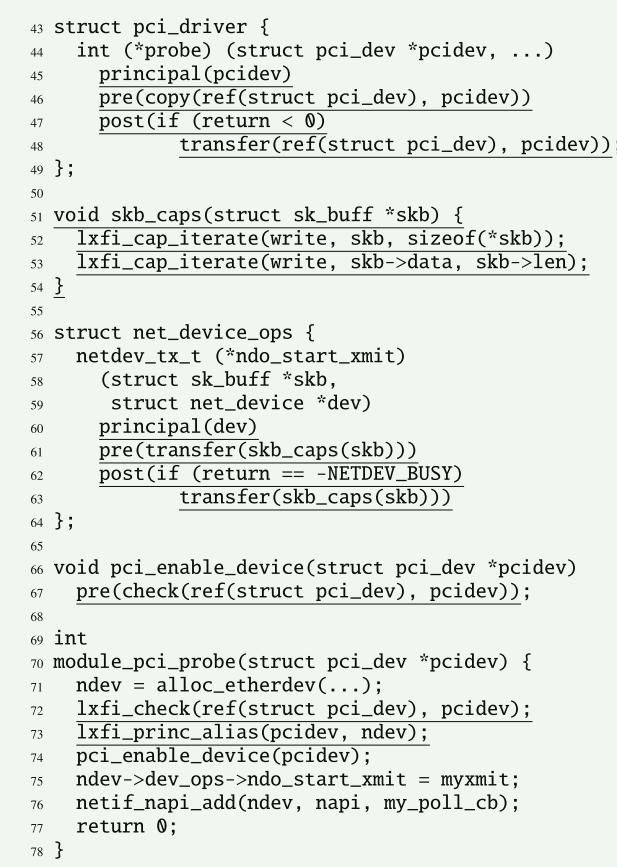 43 struct pci_driver {
44   int (*probe) (struct pci_dev *pcidev, ...)
45     principal(pcidev)
46     pre(copy(ref(struct pci_dev), pcidev))
47     post(if (return < 0)
48            transfer(ref(struct pci_dev), pcidev))
49 };
50
51 void skb_caps(struct sk_buff *skb) {
52   lxfi_cap_iterate(write, skb, sizeof(*skb));
53   lxfi_cap_iterate(write, skb->data, skb->len);
54 }
55
56 struct net_device_ops {
57   netdev_tx_t (*ndo_start_xmit)
58     (struct sk_buff *skb,
59      struct net_device *dev)
60     principal(dev)
61     pre(transfer(skb_caps(skb)))
62     post(if (return == -NETDEV_BUSY)
63            transfer(skb_caps(skb)))
64 };
65
66 void pci_enable_device(struct pci_dev *pcidev)
67   pre(check(ref(struct pci_dev), pcidev));
68
69 int
70 module_pci_probe(struct pci_dev *pcidev) {
71   ndev = alloc_etherdev(...);
72   lxfi_check(ref(struct pci_dev), pcidev);
73   lxfi_princ_alias(pcidev, ndev);
74   pci_enable_device(pcidev);
75   ndev->dev_ops->ndo_start_xmit = myxmit;
76   netif_napi_add(ndev, napi, my_poll_cb);
77   return 0;
78 }